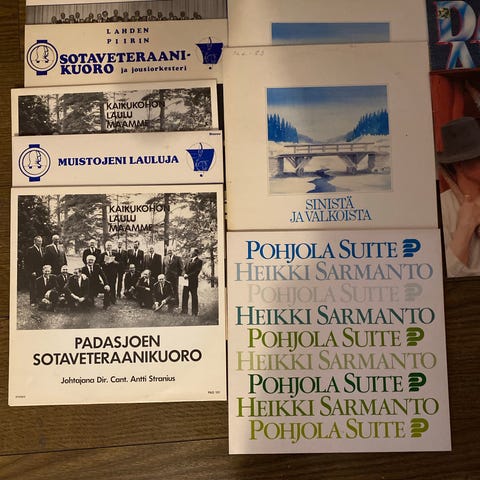 LAHDEN
PIIRIN
SOTAVETERAANI-
KUORO ja jousiorkesteri
KAIKUKOHON
LAULU
MAAMME
MUISTOJENI LAULUJA
KAIKUKOHON
LAULU
MAAMME
PADASJOEN
SOTAVETERAANIKUORO
Johtajana Dir. Cant. Antti Stranius
SINISTÄ
JA VALKOISTA
POHJOLA SUITE
HEIKKI SARMANTO
POHJOLA SUITE
HEIKKI SARMANTO
POHJOLA SUITE
HEIKKI SARMANTO
POHJOLA SUITE
HEIKKI SARMANTO
POHJOLA SUITE